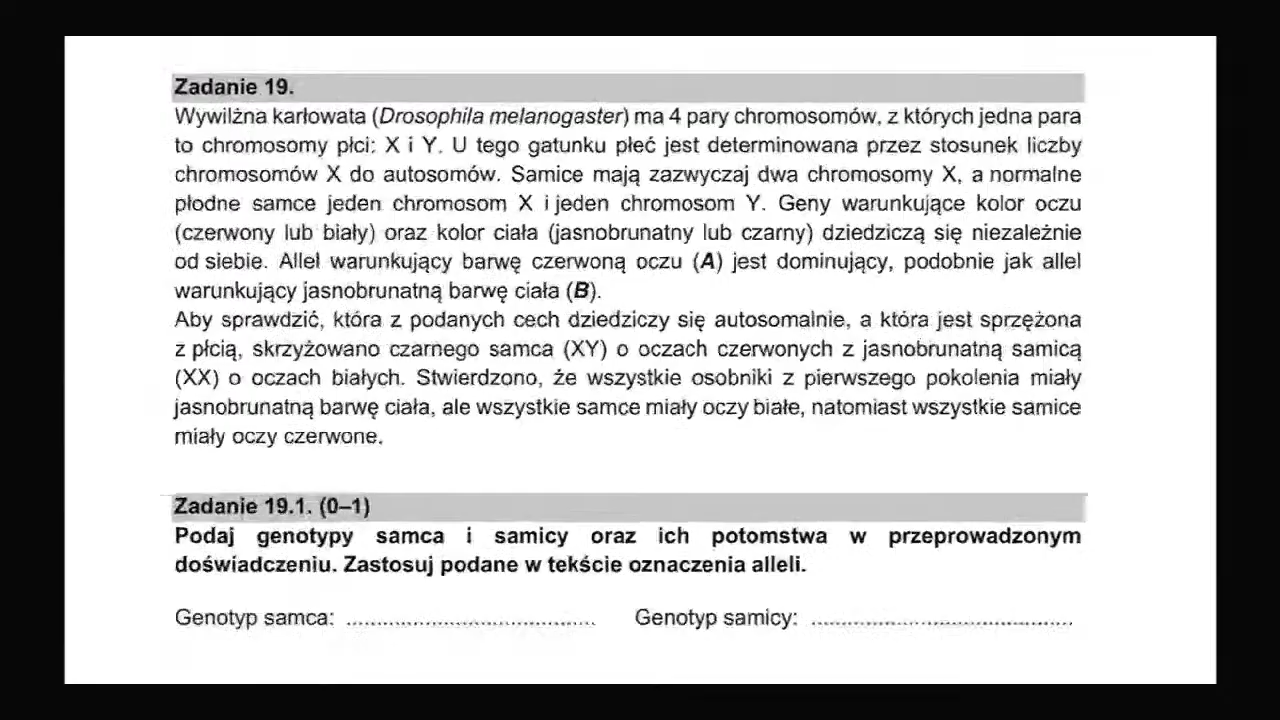 Zadanie 19.
Wywilżna karłowata (Drosophila melanogaster) ma 4 pary chromosomów, z których jedna para
to chromosomy płci: X i Y. U tego gatunku płeć jest determinowana przez stosunek liczby
chromosomów X do autosomów. Samice mają zazwyczaj dwa chromosomy X, a normalne
płodne samce jeden chromosom X i jeden chromosom Y. Geny warunkujące kolor oczu
(czerwony lub biały) oraz kolor ciała (jasnobrunatny lub czarny) dziedziczą się niezależnie
od siebie. Allel warunkujący barwę czerwoną oczu (A) jest dominujący, podobnie jak allel
warunkujący jasnobrunatną barwę ciała (B).
Aby sprawdzić, która z podanych cech dziedziczy się autosomalnie, a która jest sprzężona
z płcią, skrzyżowano czarnego samca (XY) o oczach czerwonych z jasnobrunatną samicą
(XX) o oczach białych. Stwierdzono, że wszystkie osobniki z pierwszego pokolenia miały
jasnobrunatną barwę ciała, ale wszystkie samce miały oczy białe, natomiast wszystkie samice
miały oczy czerwone.
Zadanie 19.1. (0–1)
Podaj genotypy samca i samicy oraz ich potomstwa w przeprowadzonym
doświadczeniu. Zastosuj podane w tekście oznaczenia alleli.
Genotyp samca: ........................................ Genotyp samicy: ..........................................